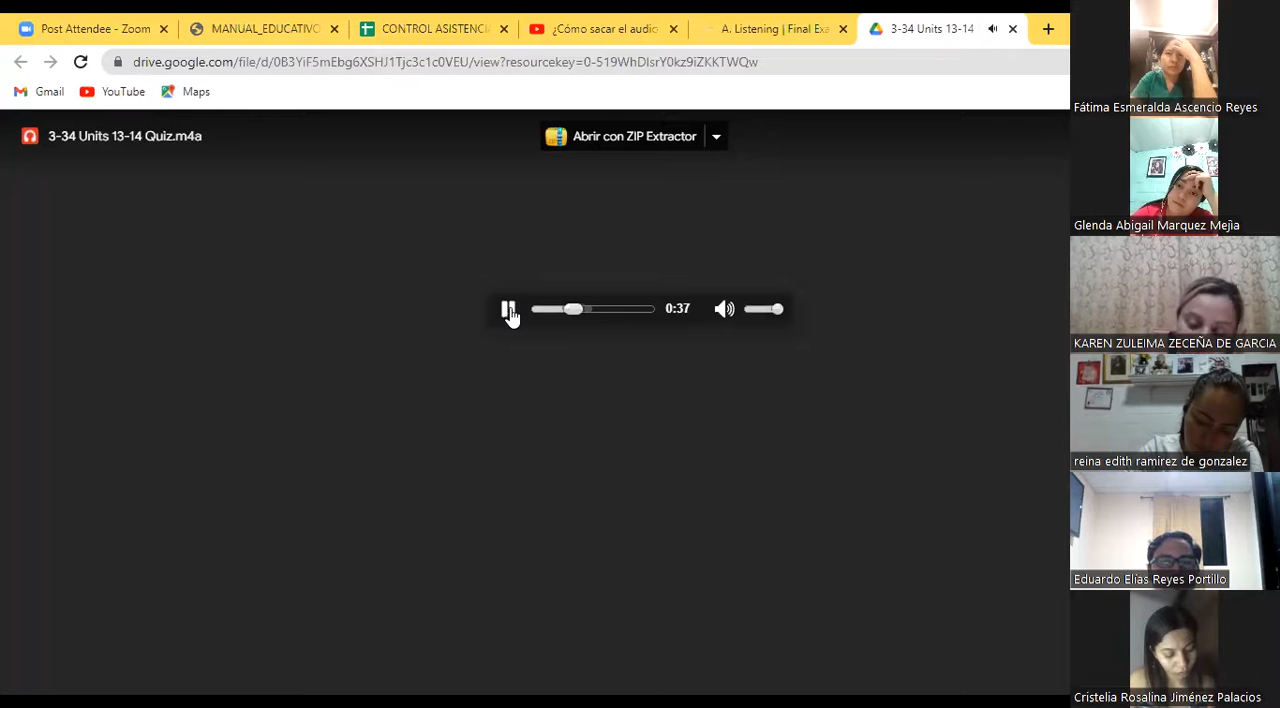 Post Attendee - Zoom
MANUAL_EDUCATIVO
CONTROL ASISTENCI
¿Cómo sacar el audio
A. Listening | Final Exa
3-34 Units 13-14
drive.google.com/file/d/0B3YiF5mEbg6XSHJ1Tjc3c1c0VEU/view?resourcekey=0-519WhDIsrY0kz9iZKKTWQw
Gmail
YouTube
Maps
3-34 Units 13-14 Quiz.m4a
Abrir con ZIP Extractor
0:37
Fátima Esmeralda Ascencio Reyes
Glenda Abigail Marquez Mejìa
KAREN ZULEIMA ZECEÑA DE GARCIA
reina edith ramirez de gonzalez
Eduardo Elías Reyes Portillo
Cristelia Rosalina Jiménez Palacios